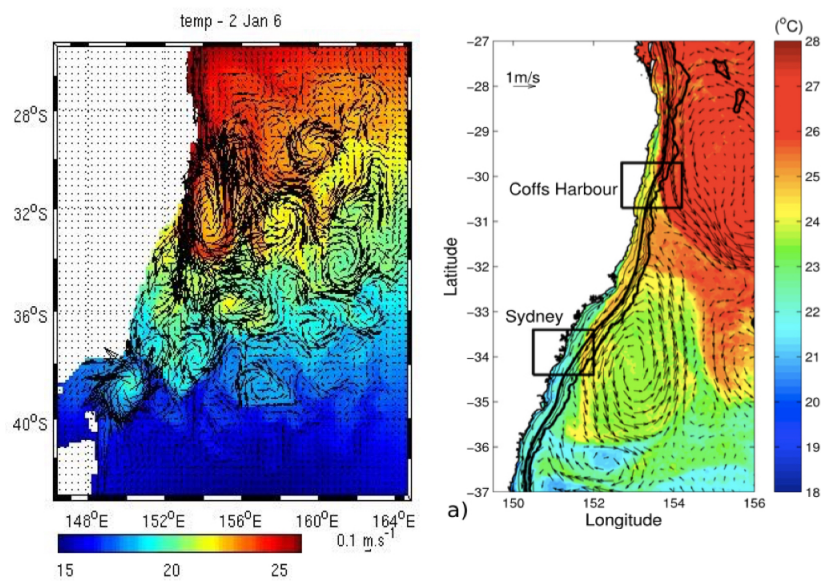 temp - 2 Jan 6
28°S
32°S
36°S
40°S
148°E 152°E 156°E 160°E 164°E
0.1 m.s⁻¹
15 20 25
(°C)
-27
-28
-29
-30
-31
-32
-33
-34
-35
-36
-37
1m/s
Coffs Harbour
Sydney
Latitude
150 152 154 156
a)
Longitude
28
27
26
25
24
23
22
21
20
19
18